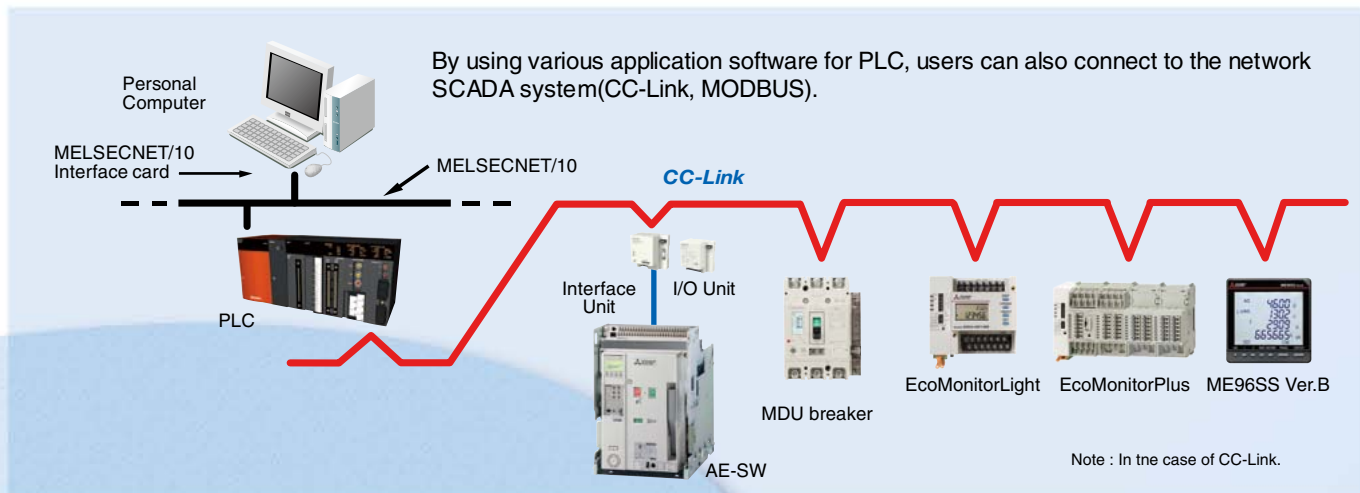 By using various application software for PLC, users can also connect to the network
SCADA system(CC-Link, MODBUS).
Personal
Computer
MELSECNET/10
Interface card
MELSECNET/10
CC-Link
PLC
Interface
Unit
I/O Unit
AE-SW
MDU breaker
EcoMonitorLight
EcoMonitorPlus
ME96SS Ver.B
Note : In tne case of CC-Link.